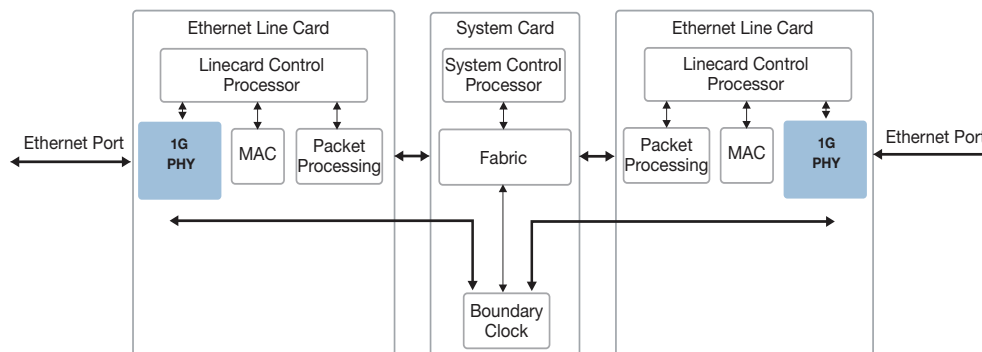 Ethernet Line Card
System Card
Ethernet Line Card
Linecard Control
Processor
System Control
Processor
Linecard Control
Processor
Ethernet Port
1G
PHY
MAC
Packet
Processing
Fabric
Packet
Processing
MAC
1G
PHY
Ethernet Port
Boundary
Clock